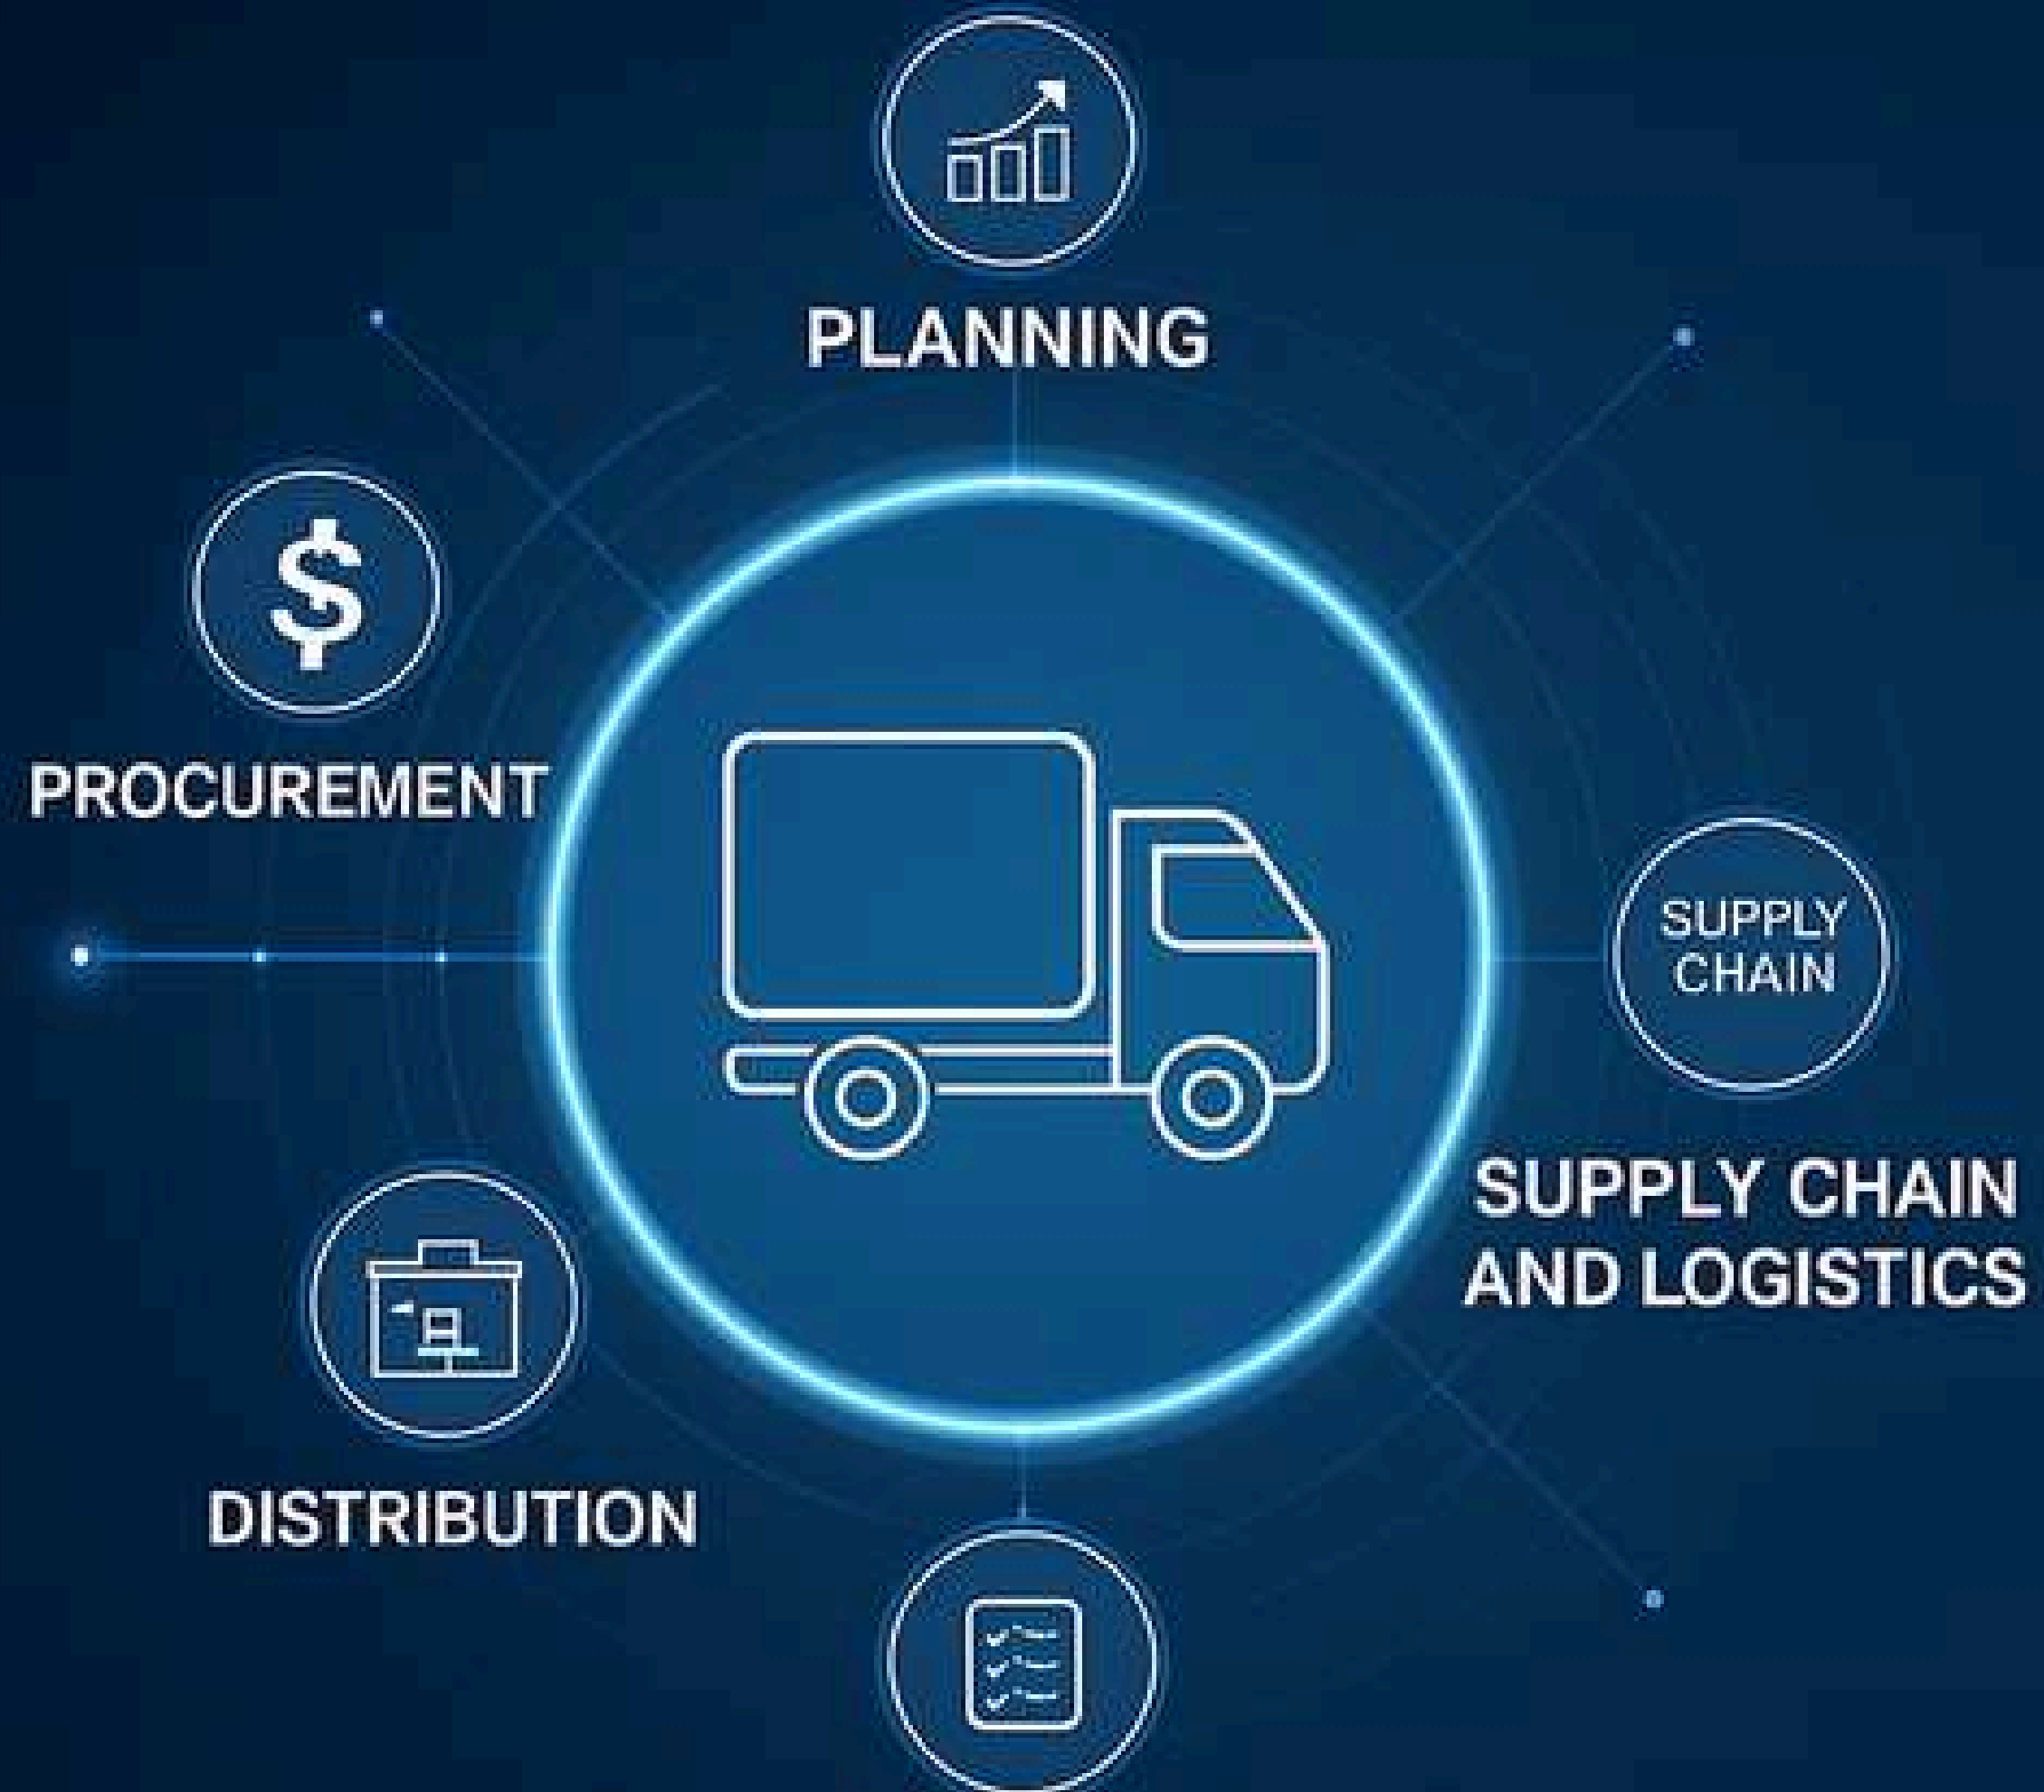 PLANNING
$
PROCUREMENT
SUPPLY
CHAIN
SUPPLY CHAIN
AND LOGISTICS
DISTRIBUTION